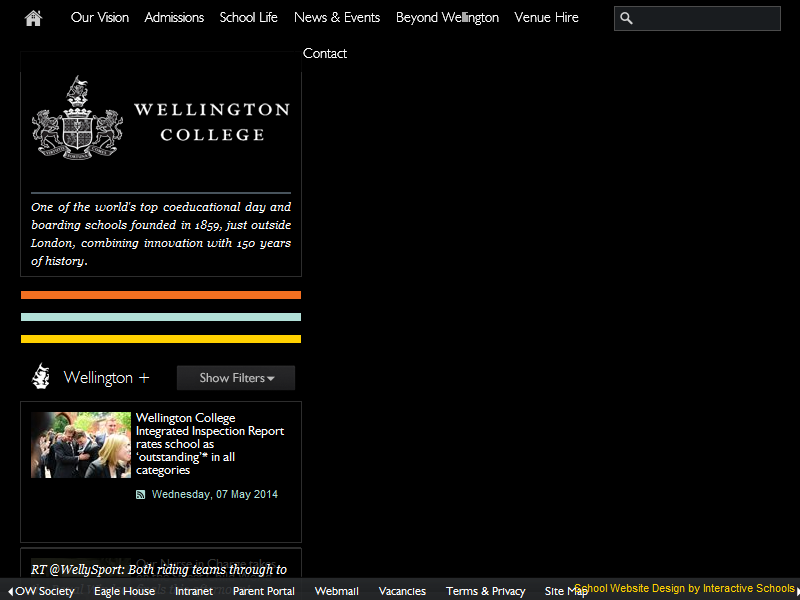 Our Vision Admissions School Life News & Events Beyond Wellington Venue Hire
Contact
WELLINGTON
COLLEGE
One of the world's top coeducational day and
boarding schools founded in 1859, just outside
London, combining innovation with 150 years
of history.
Wellington +
Show Filters
Wellington College
Integrated Inspection Report
rates school as
‘outstanding’* in all
categories
Wednesday, 07 May 2014
RT @WellySport: Both riding teams through to
OW Society Eagle House Intranet Parent Portal Webmail Vacancies Terms & Privacy Site Map
School Website Design by Interactive Schools